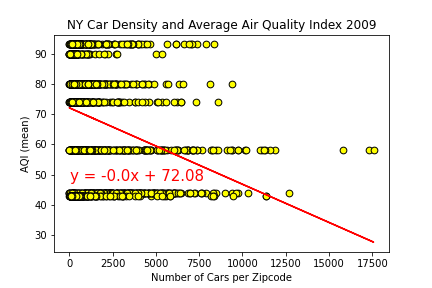 NY Car Density and Average Air Quality Index 2009
AQI (mean)
90
80
70
60
50
40
30
y = -0.0x + 72.08
0 2500 5000 7500 10000 12500 15000 17500
Number of Cars per Zipcode